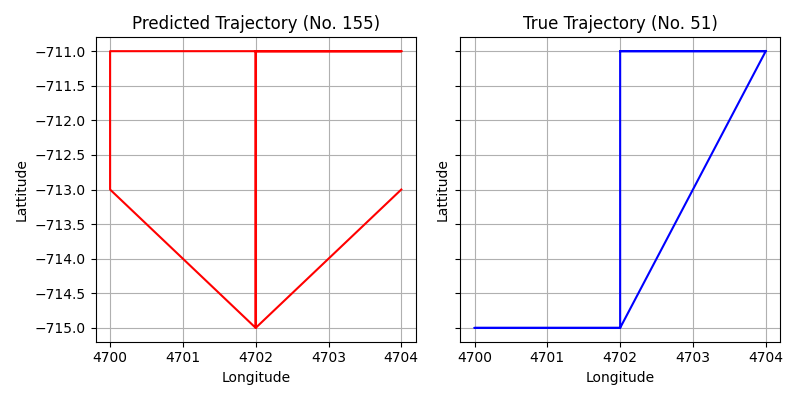 Predicted Trajectory (No. 155)
True Trajectory (No. 51)
−711.0
−711.5
−712.0
−712.5
−713.0
−713.5
−714.0
−714.5
−715.0
Lattitude
Lattitude
4700 4701 4702 4703 4704
4700 4701 4702 4703 4704
Longitude
Longitude